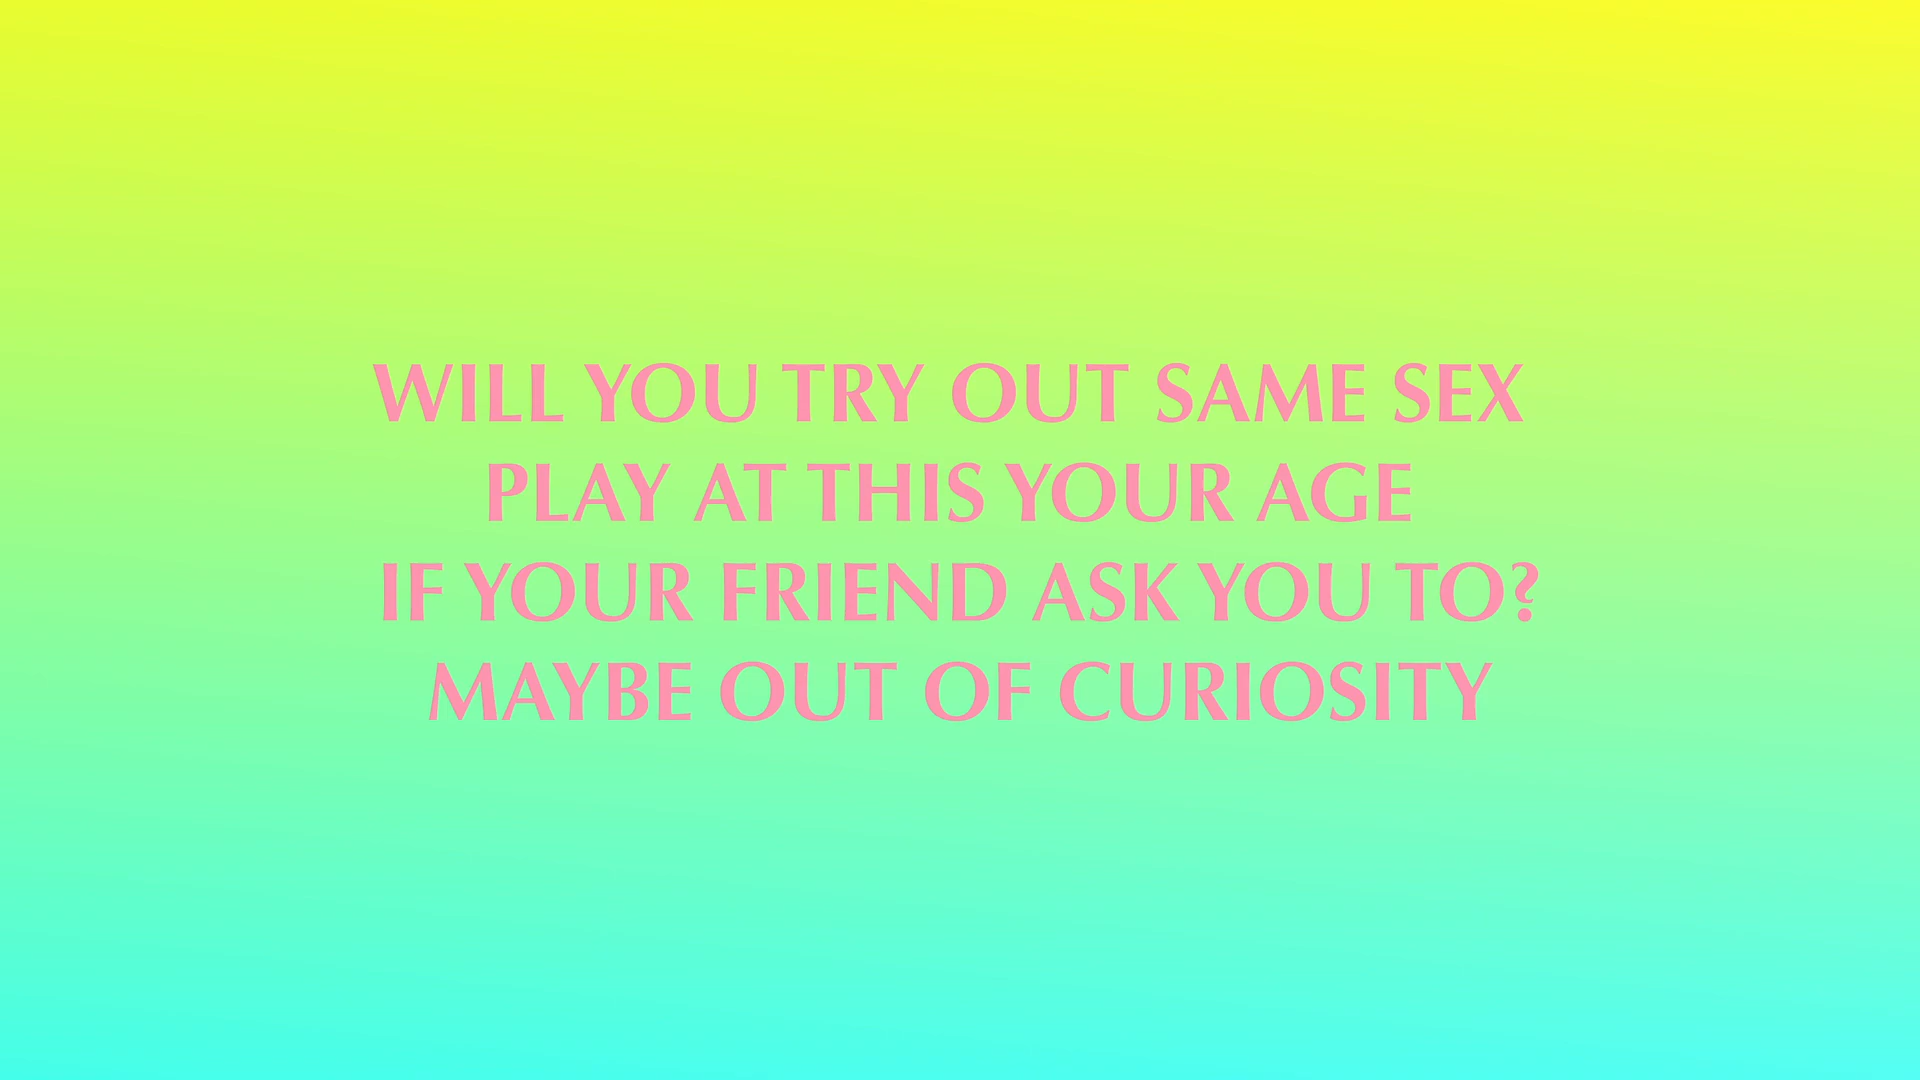 WILL YOU TRY OUT SAME SEX
PLAY AT THIS YOUR AGE
IF YOUR FRIEND ASK YOU TO?
MAYBE OUT OF CURIOSITY